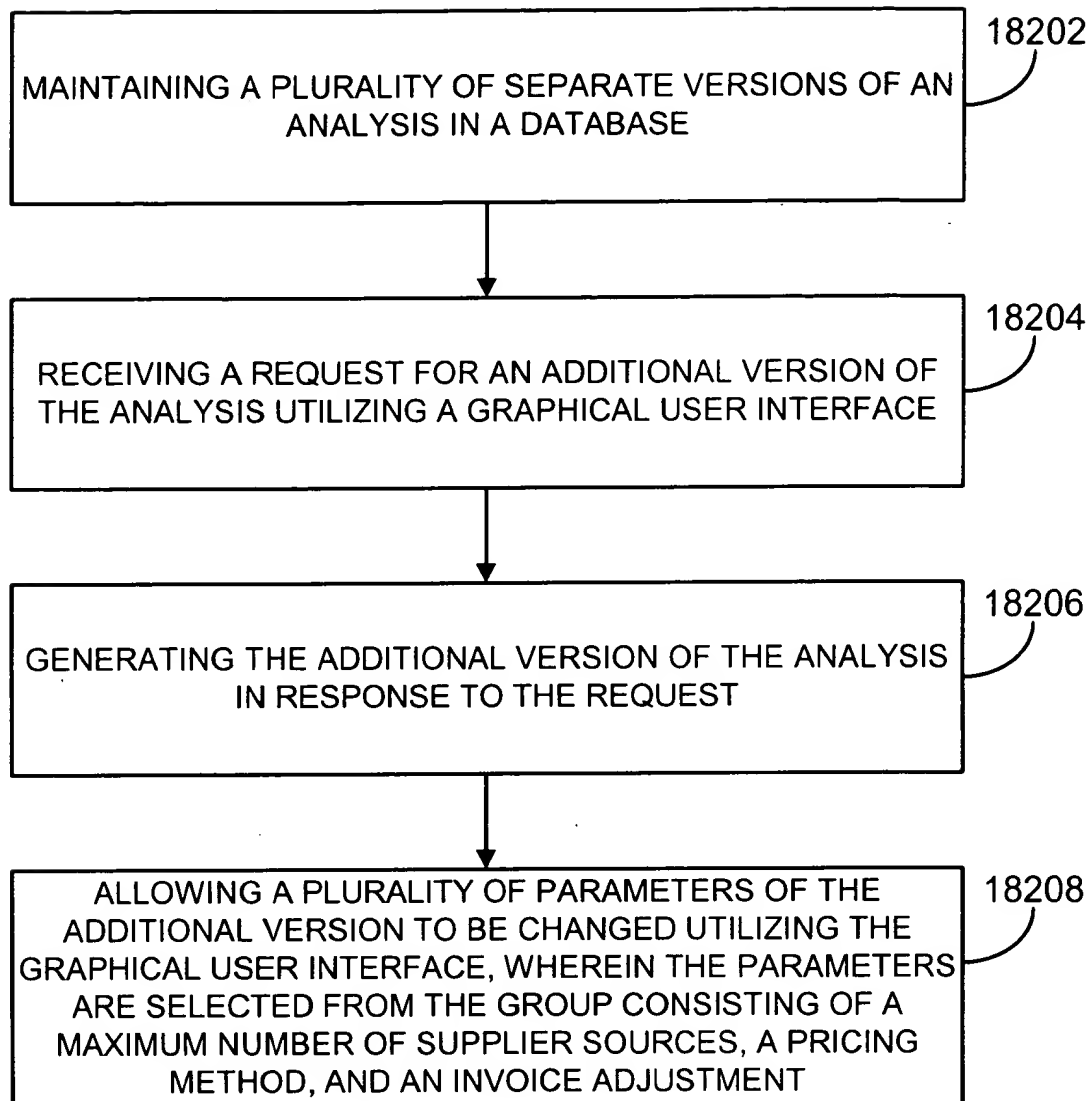 18202
MAINTAINING A PLURALITY OF SEPARATE VERSIONS OF AN
ANALYSIS IN A DATABASE
18204
RECEIVING A REQUEST FOR AN ADDITIONAL VERSION OF
THE ANALYSIS UTILIZING A GRAPHICAL USER INTERFACE
18206
GENERATING THE ADDITIONAL VERSION OF THE ANALYSIS
IN RESPONSE TO THE REQUEST
18208
ALLOWING A PLURALITY OF PARAMETERS OF THE
ADDITIONAL VERSION TO BE CHANGED UTILIZING THE
GRAPHICAL USER INTERFACE, WHEREIN THE PARAMETERS
ARE SELECTED FROM THE GROUP CONSISTING OF A
MAXIMUM NUMBER OF SUPPLIER SOURCES, A PRICING
METHOD, AND AN INVOICE ADJUSTMENT